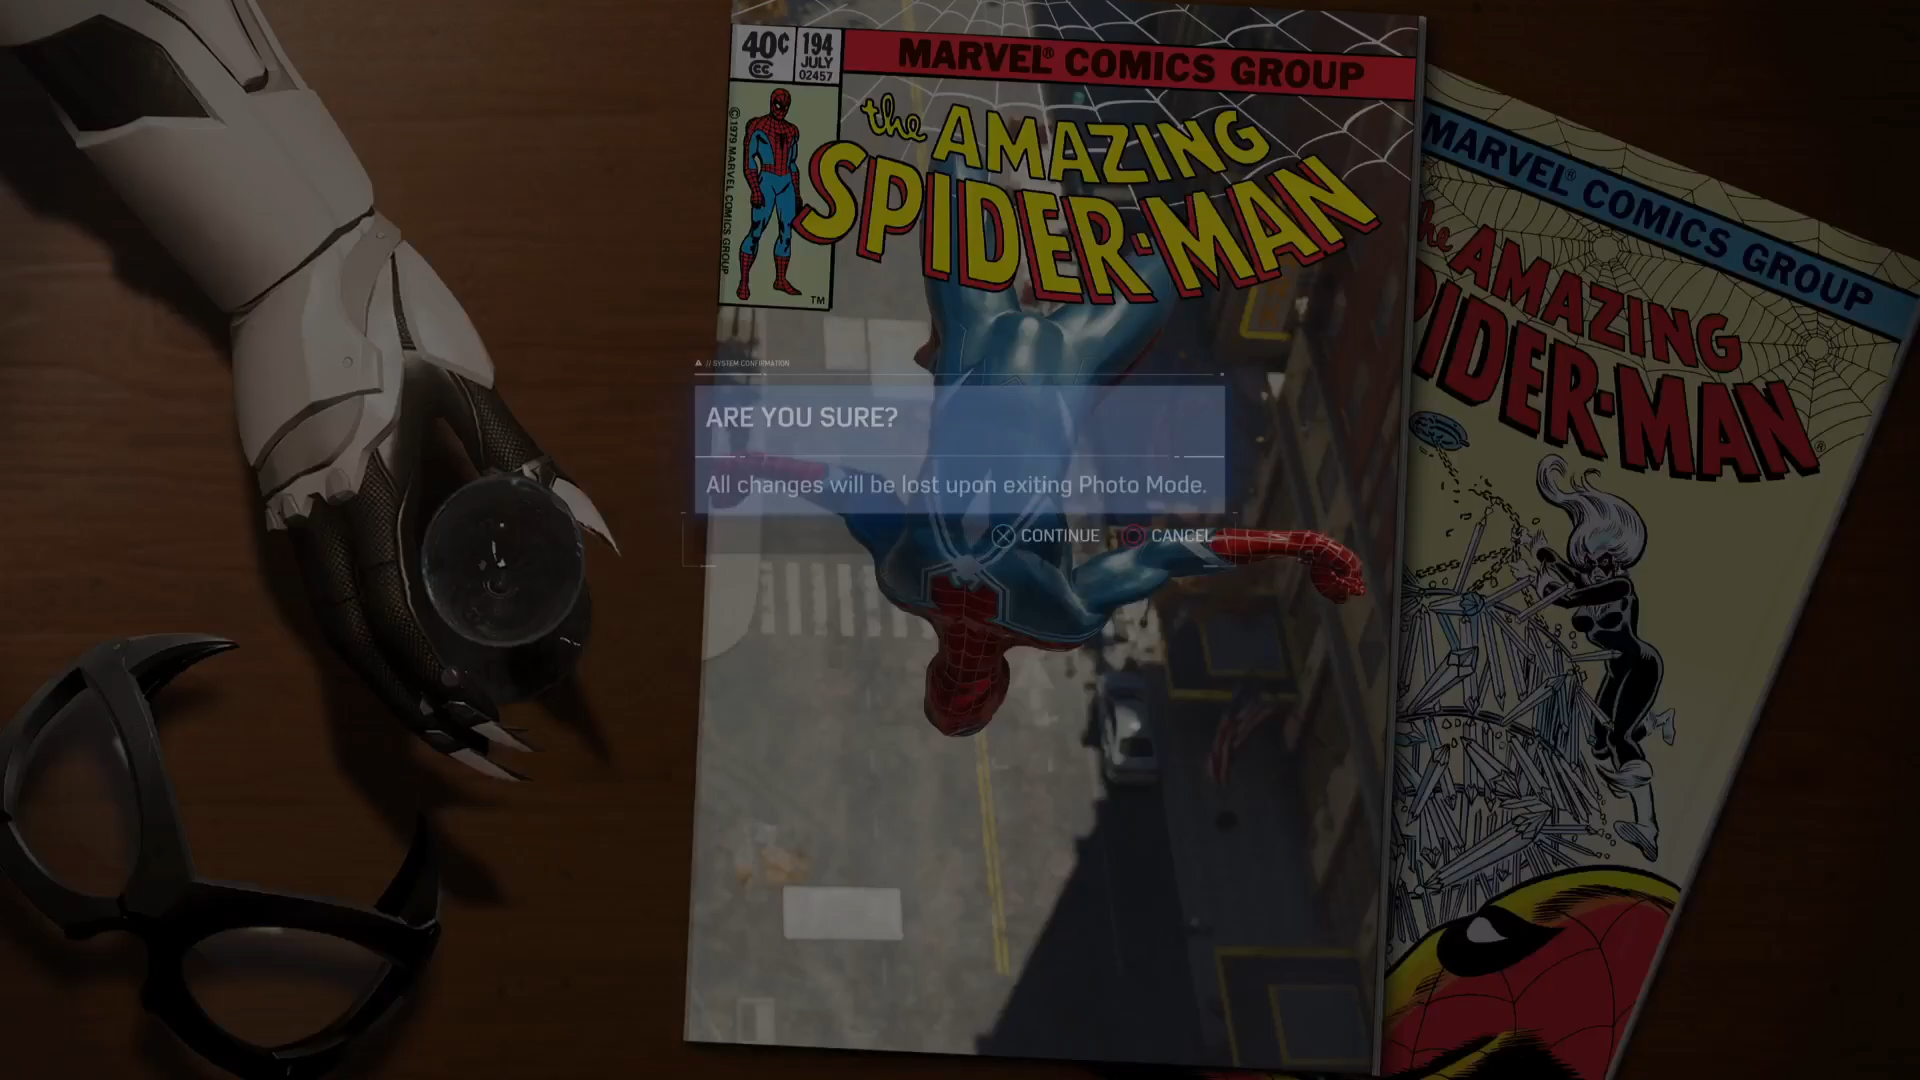 40¢
CC
194
JULY
02457
MARVEL® COMICS GROUP
© 1979 MARVEL COMICS GROUP
TM
the AMAZING
SPIDER-MAN
MARVEL® COMICS GROUP
the AMAZING
SPIDER-MAN®
// SYSTEM CONFIRMATION
ARE YOU SURE?
All changes will be lost upon exiting Photo Mode.
CONTINUE
CANCEL